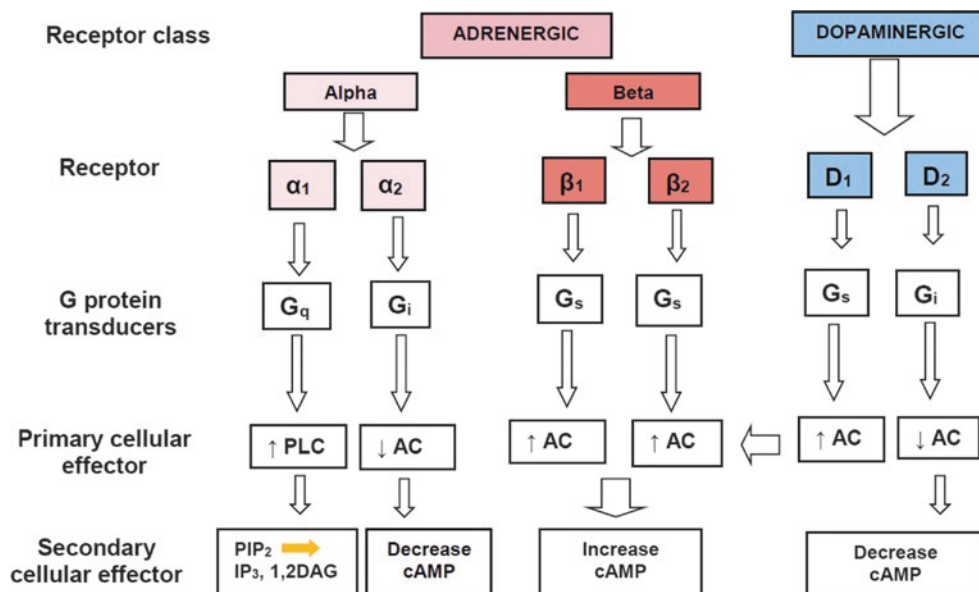 Receptor class
ADRENERGIC
DOPAMINERGIC
Alpha
Beta
Receptor
α₁
α₂
β₁
β₂
D₁
D₂
G protein
transducers
Gq
Gᵢ
Gₛ
Gₛ
Gₛ
Gᵢ
Primary cellular
effector
↑ PLC
↓ AC
↑ AC
↑ AC
↑ AC
↓ AC
Secondary
cellular effector
PIP₂
IP₃, 1,2DAG
Decrease
cAMP
Increase
cAMP
Decrease
cAMP